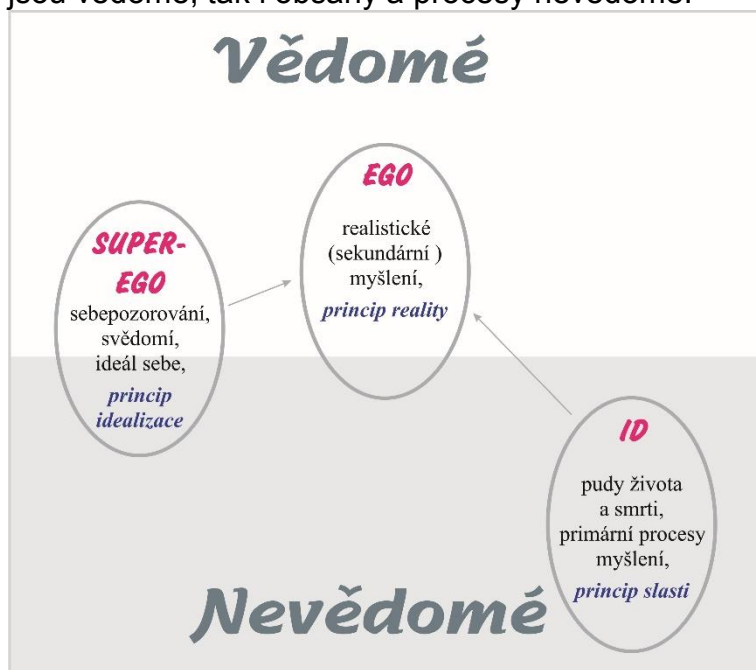 jsou vědomé, tak i obsahy a procesy nevědomé.
Vědomé
EGO
realistické
(sekundární )
myšlení,
princip reality
SUPER-
EGO
sebepozorování,
svědomí,
ideál sebe,
princip
idealizace
ID
pudy života
a smrti,
primární procesy
myšlení,
princip slasti
Nevědomé